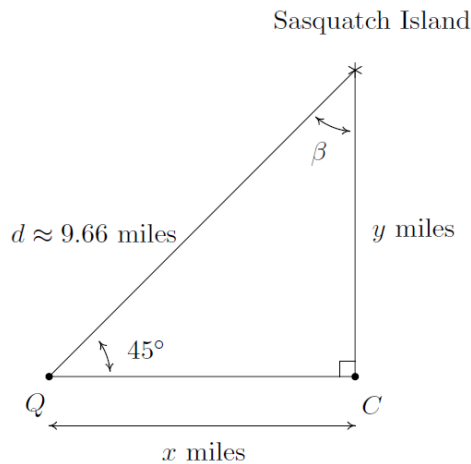 Sasquatch Island
β
d ≈ 9.66 miles
y miles
45°
Q
C
x miles